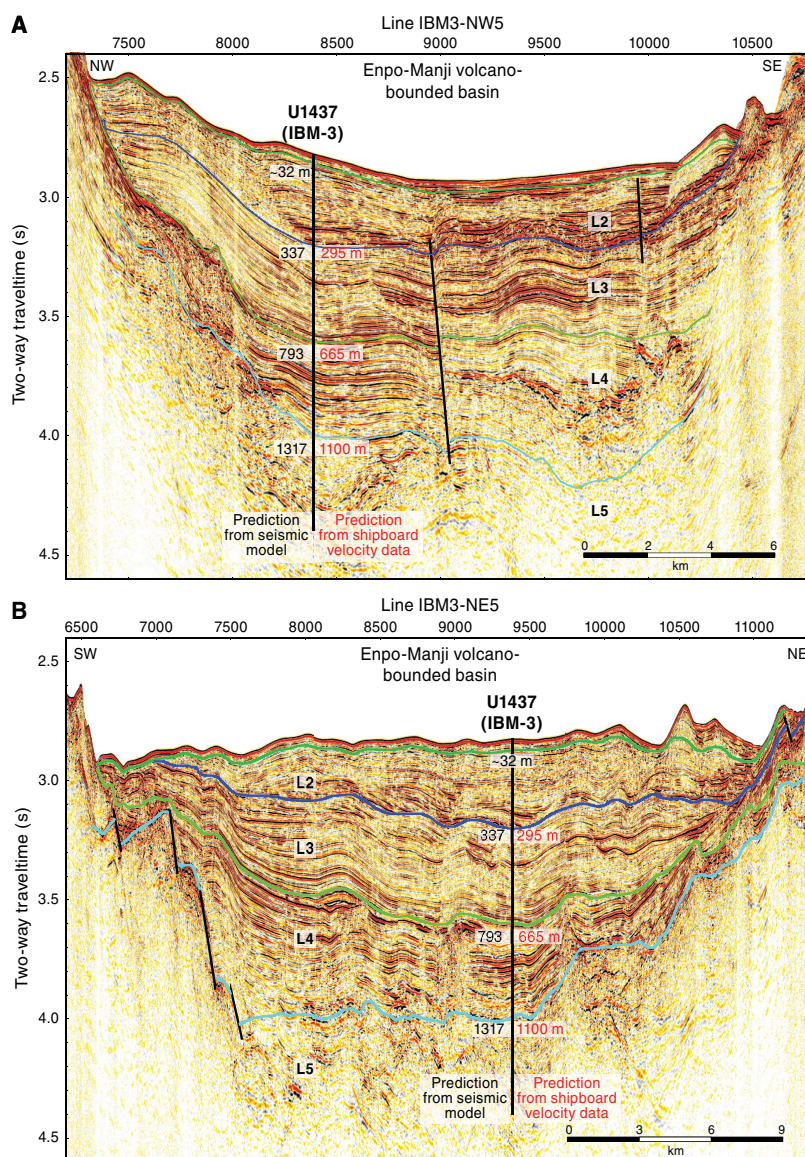 A
Line IBM3-NW5
7500 8000 8500 9000 9500 10000 10500
NW
Enpo-Manji volcano-
bounded basin
SE
U1437
(IBM-3)
2.5
3.0
3.5
4.0
4.5
Two-way traveltime (s)
~32 m
L2
337 295 m
L3
793 665 m
L4
1317 1100 m
L5
Prediction
from seismic
model
Prediction
from shipboard
velocity data
0 2 4 6
km
B
Line IBM3-NE5
6500 7000 7500 8000 8500 9000 9500 10000 10500 11000
SW
Enpo-Manji volcano-
bounded basin
NE
U1437
(IBM-3)
2.5
3.0
3.5
4.0
4.5
Two-way traveltime (s)
~32 m
L2
337 295 m
L3
793 665 m
L4
1317 1100 m
L5
Prediction
from seismic
model
Prediction
from shipboard
velocity data
0 3 6 9
km